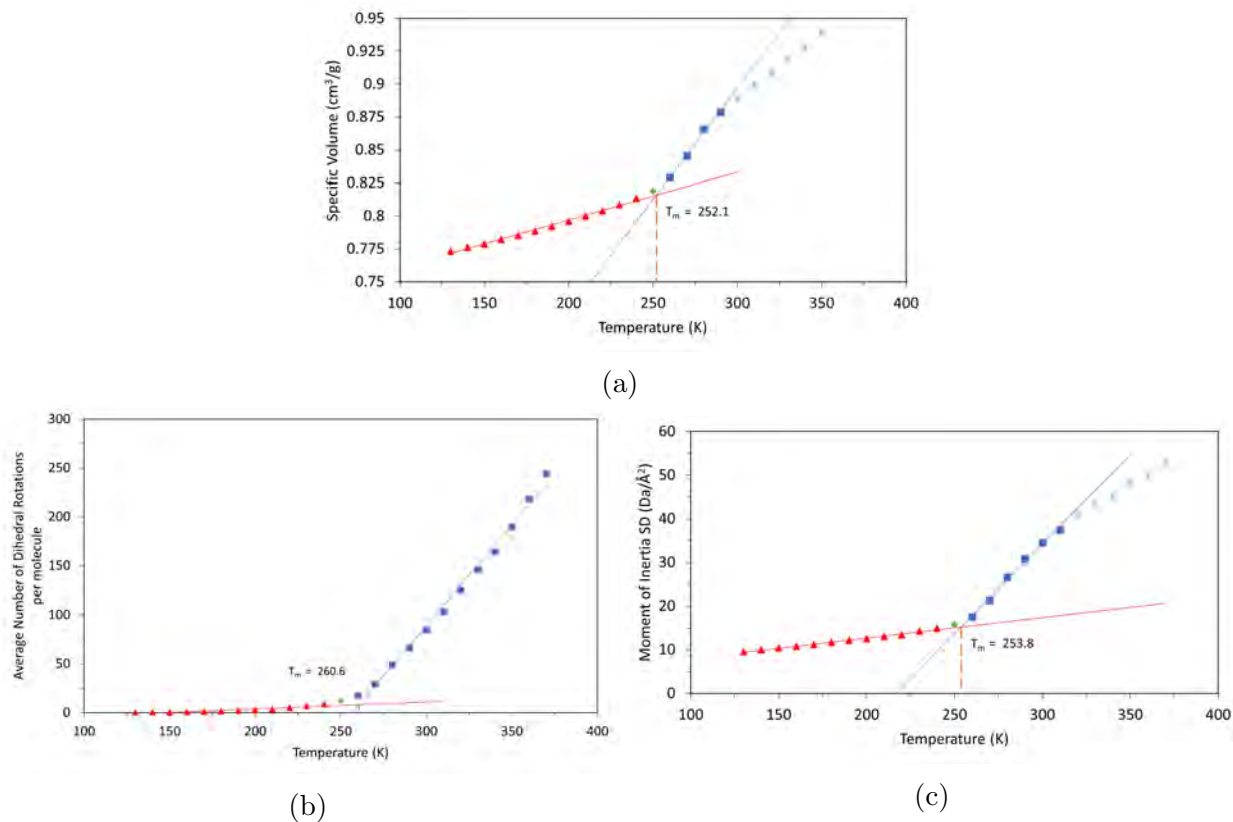 0.95
0.925
0.9
0.875
0.85
0.825
0.8
0.775
0.75
Specific Volume (cm³/g)
Tₘ = 252.1
100 150 200 250 300 350 400
Temperature (K)
(a)
300
250
200
150
100
50
0
Average Number of Dihedral Rotations
per molecule
Tₘ = 260.6
100 150 200 250 300 350 400
Temperature (K)
(b)
60
50
40
30
20
10
0
Moment of Inertia SD (Da/Å²)
Tₘ = 253.8
100 150 200 250 300 350 400
Temperature (K)
(c)